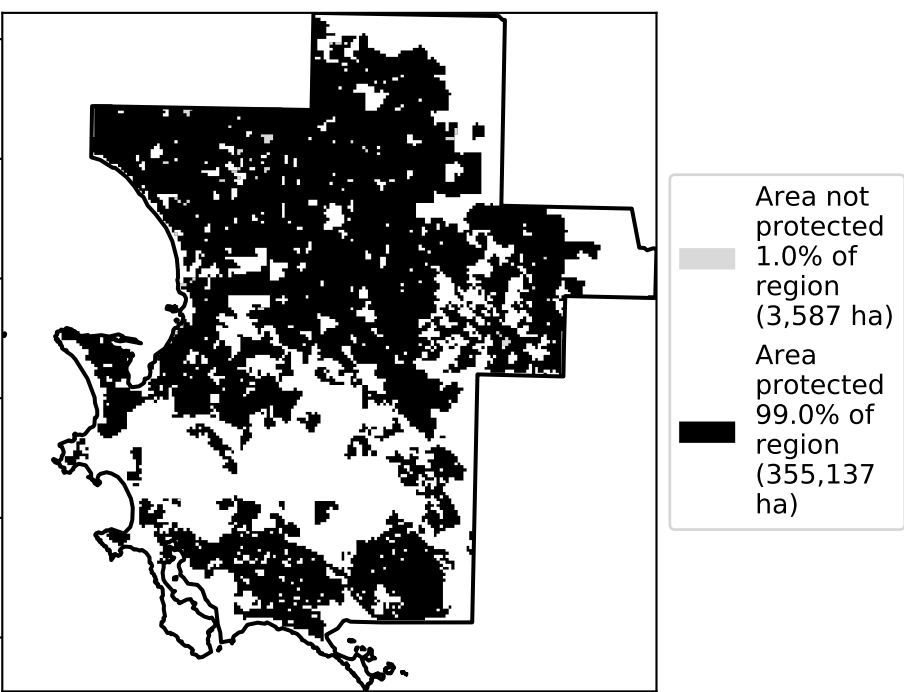 Area not
protected
1.0% of
region
(3,587 ha)
Area
protected
99.0% of
region
(355,137
ha)